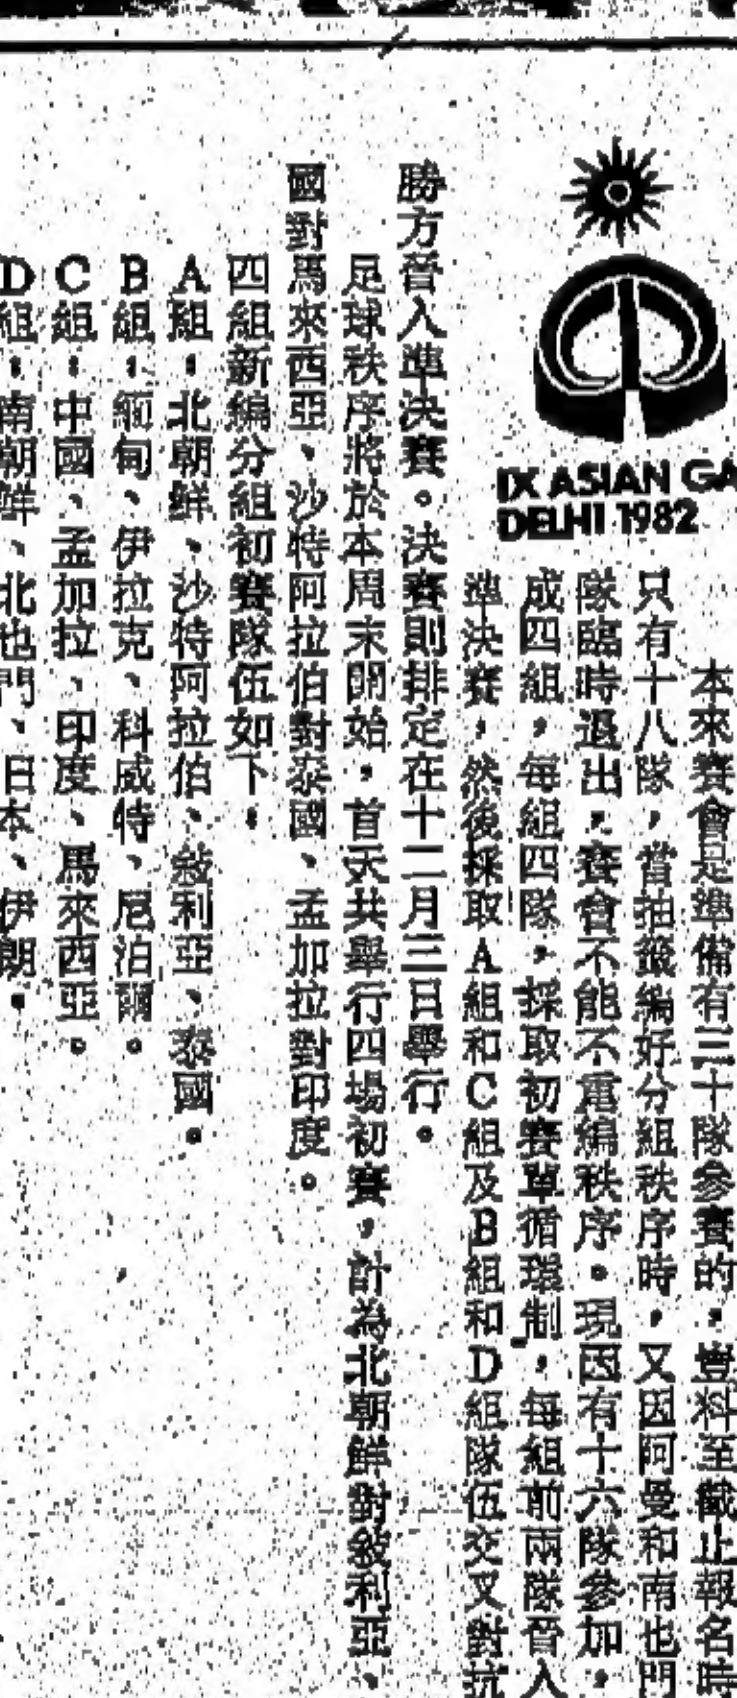 IX ASIAN GA
DELHI 1982
本來賽會是準備有三十隊參賽的，豈料至截止報名時
只有十八隊，當抽籤編好分組秩序時，又因阿曼和南也門
隊臨時退出，賽會不能不重編秩序。現因有十六隊參加，
成四組，每組四隊，採取初賽單循環制，每組前兩隊晉入
準決賽，然後採取A組和C組及B組和D組隊伍交叉對抗
勝方晉入準決賽。決賽則排定在十二月三日舉行。
足球秩序將於本周末開始，首天共舉行四場初賽，計為北朝鮮對敍利亞、
國對馬來西亞、沙特阿拉伯對泰國、孟加拉對印度。
四組新編分組初賽隊伍如下：
A組：北朝鮮、沙特阿拉伯、敍利亞、泰國。
B組：緬甸、伊拉克、科威特、尼泊爾。
C組：中國、孟加拉、印度、馬來西亞。
D組：南朝鮮、北也門、日本、伊朗。